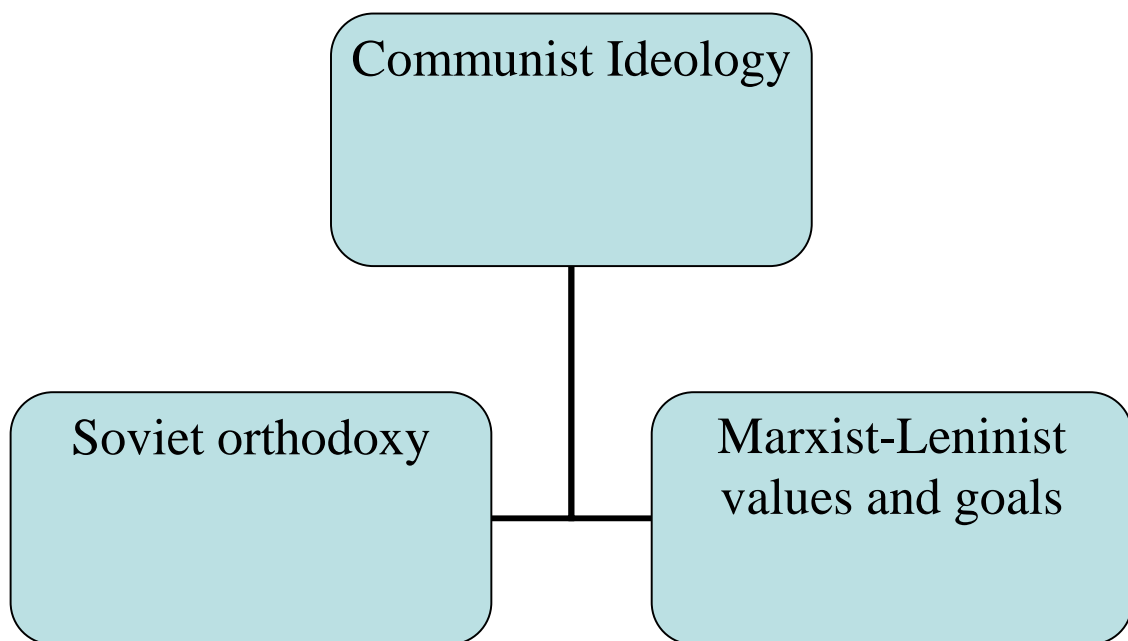 Communist Ideology
Soviet orthodoxy
Marxist-Leninist
values and goals